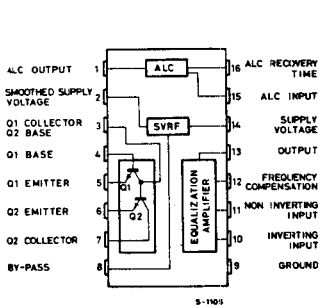 ALC OUTPUT 1 ALC 16 ALC RECOVERY
TIME
SMOOTHED SUPPLY
VOLTAGE 2 15 ALC INPUT
Q1 COLLECTOR
Q2 BASE 3 SVRF 14 SUPPLY
VOLTAGE
Q1 BASE 4 13 OUTPUT
Q1 EMITTER 5 Q1 12 FREQUENCY
COMPENSATION
Q2 EMITTER 6 Q2 11 NON INVERTING
INPUT
Q2 COLLECTOR 7 EQUALIZATION
AMPLIFIER 10 INVERTING
INPUT
BY-PASS 8 9 GROUND
S-1105